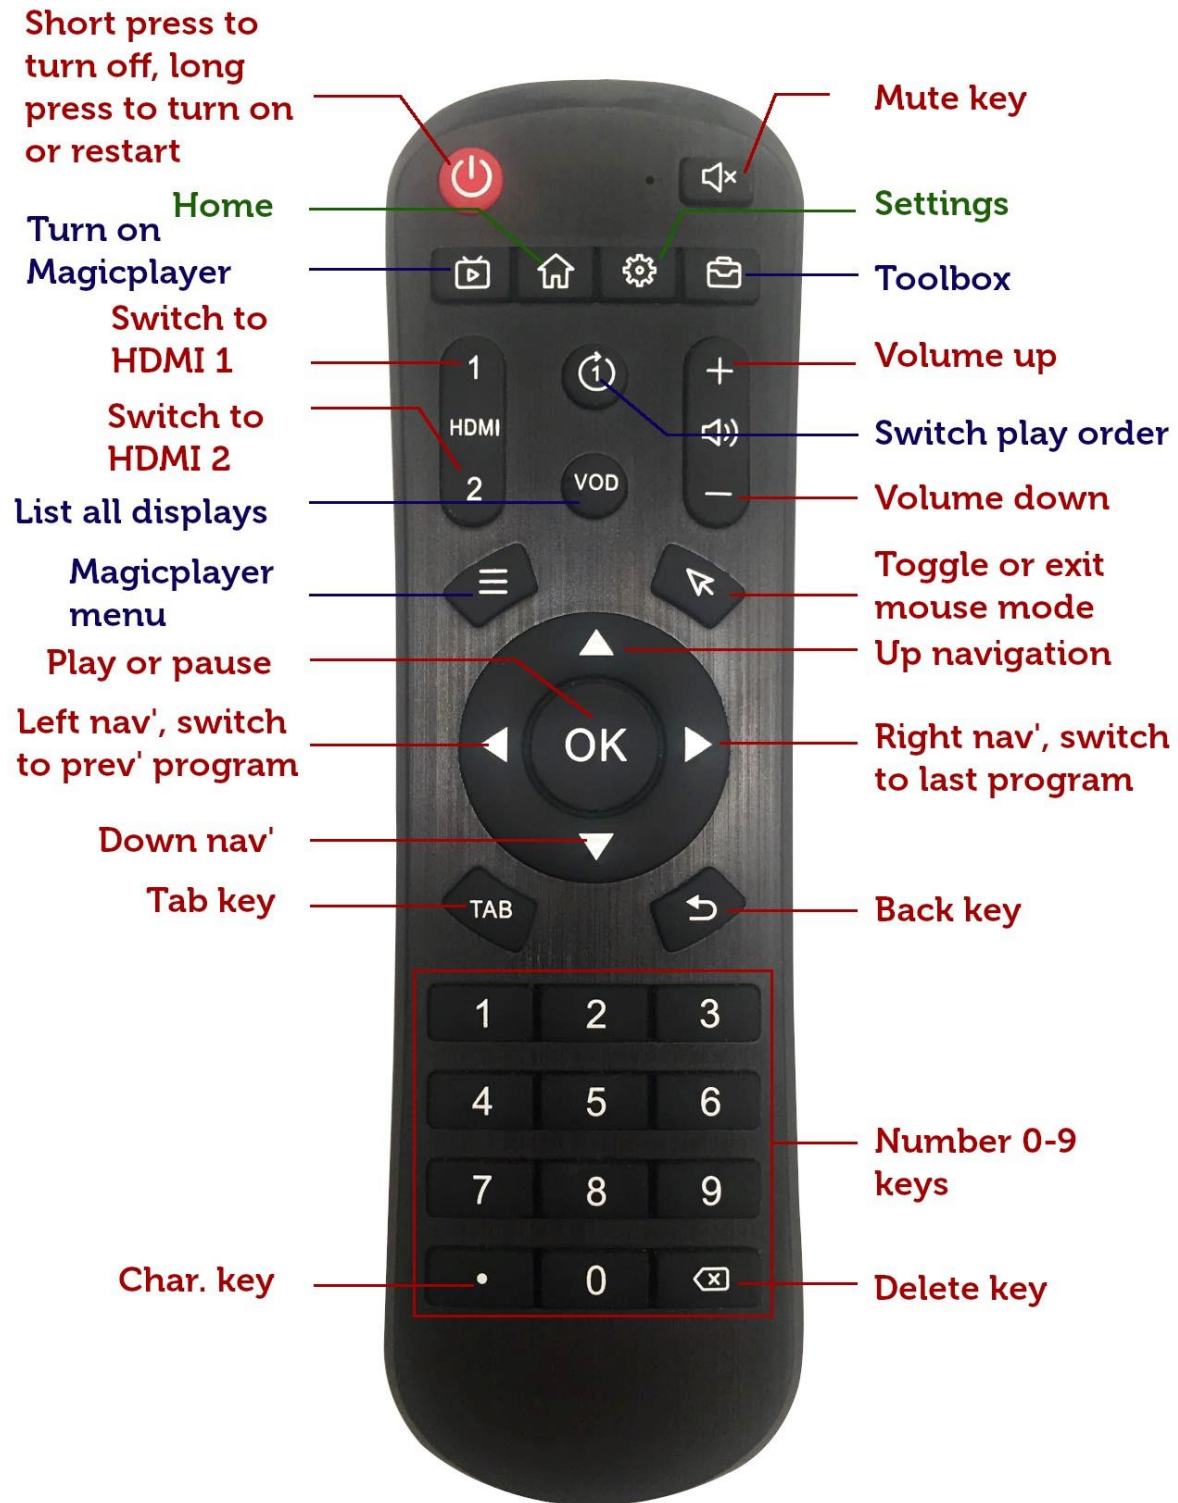 Short press to
turn off, long
press to turn on
or restart
Mute key
Home
Settings
Turn on
Magicplayer
Toolbox
Switch to
HDMI 1
1
1
Volume up
Switch to
HDMI 2
HDMI
Switch play order
2
VOD
Volume down
List all displays
Magicplayer
menu
Toggle or exit
mouse mode
Play or pause
Up navigation
Left nav', switch
to prev' program
OK
Right nav', switch
to last program
Down nav'
Tab key
TAB
Back key
1 2 3
4 5 6
Number 0-9
keys
7 8 9
Char. key
. 0
Delete key